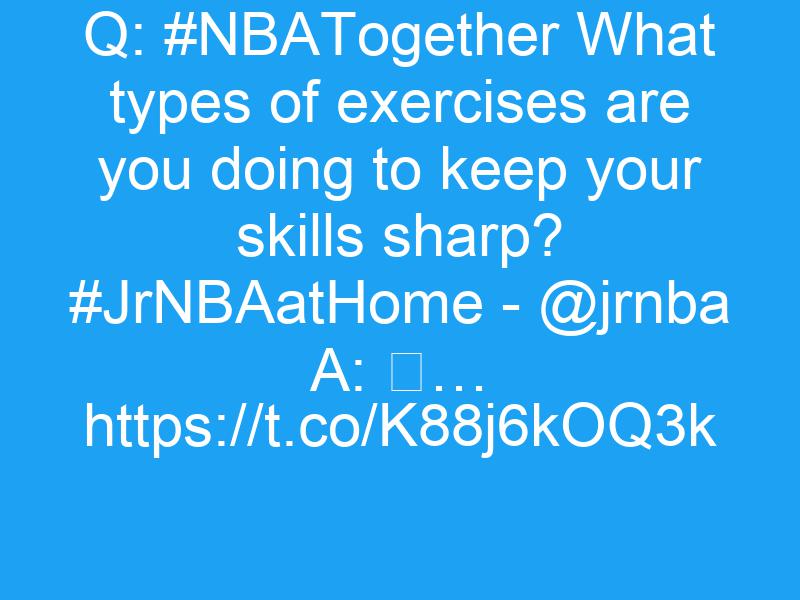 Q: #NBATogether What
types of exercises are
you doing to keep your
skills sharp?
#JrNBAatHome - @jrnba
A: □…
https://t.co/K88j6kOQ3k